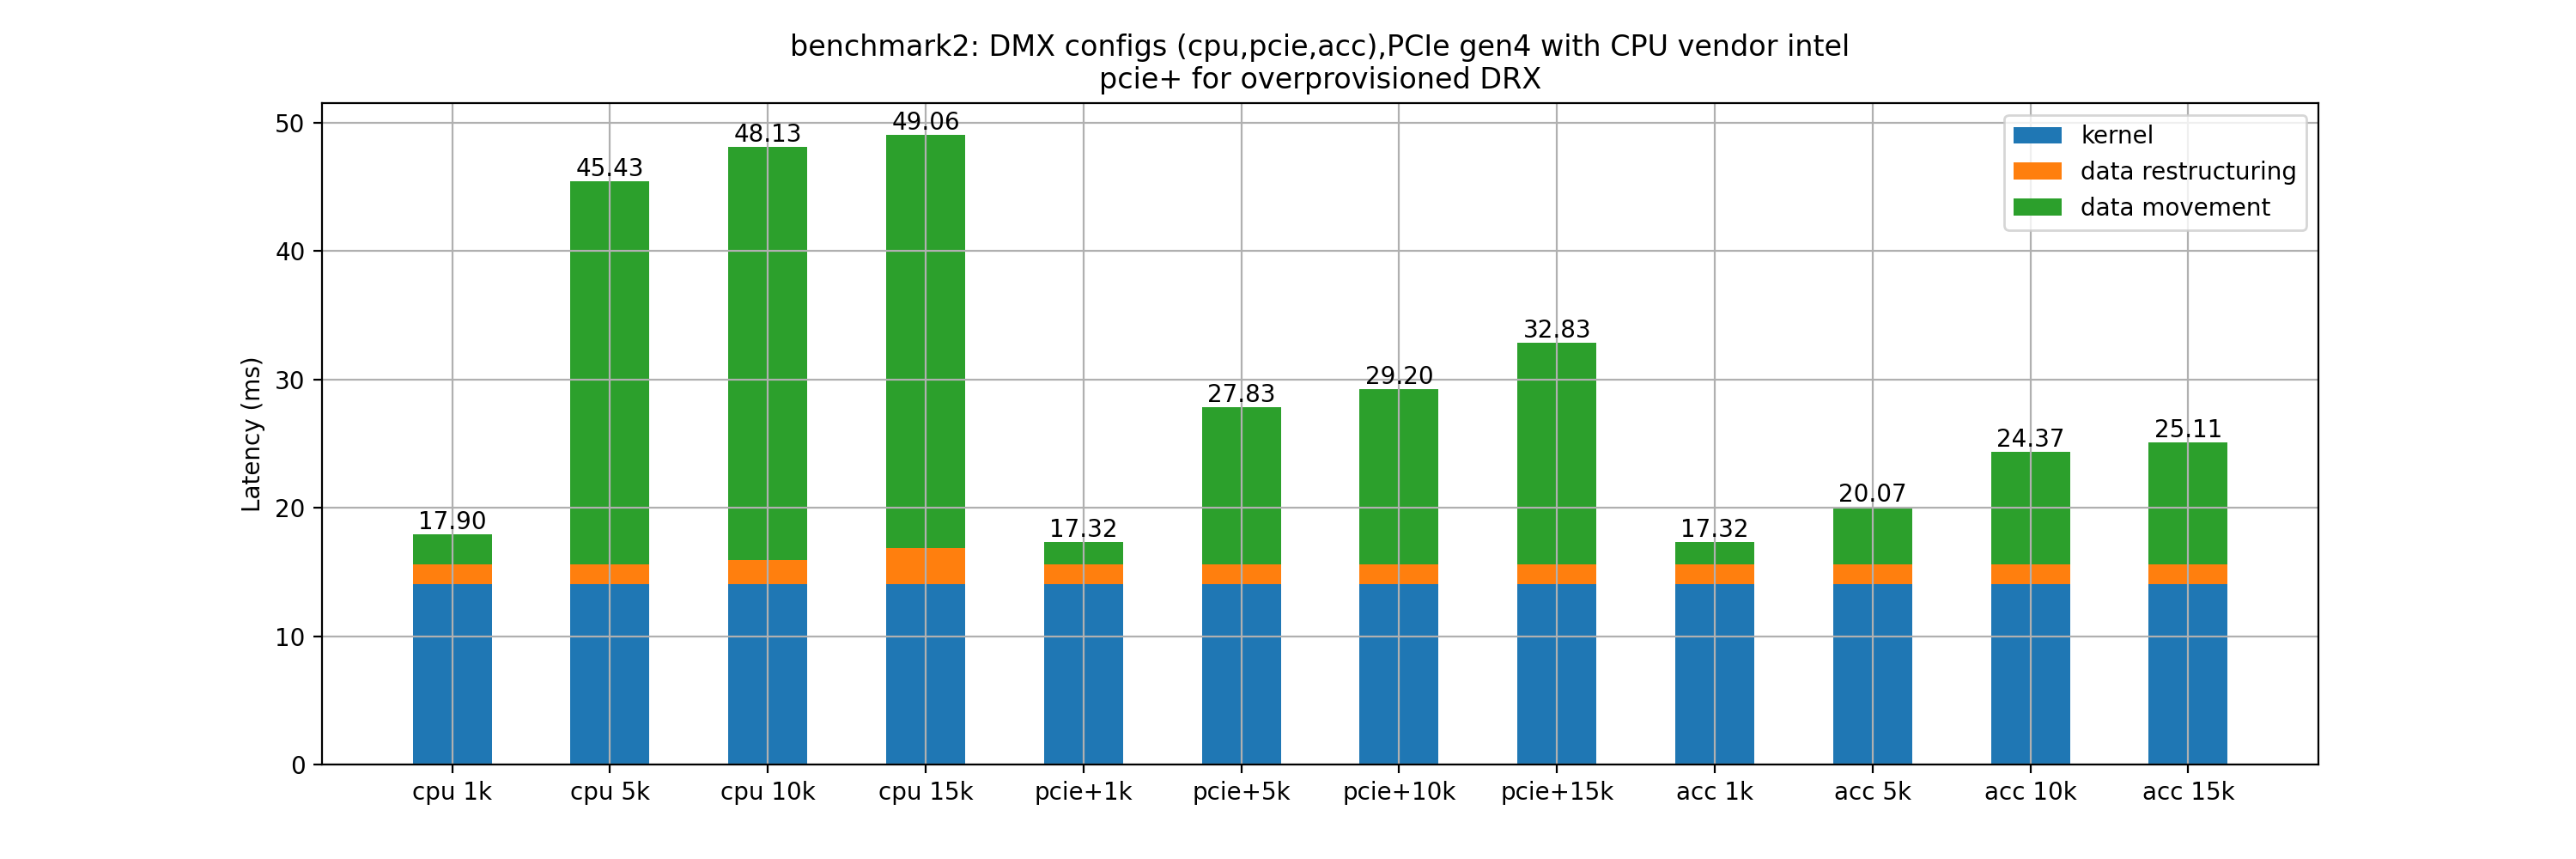 benchmark2: DMX configs (cpu,pcie,acc),PCIe gen4 with CPU vendor intel
pcie+ for overprovisioned DRX
Latency (ms)
50
40
30
20
10
0
17.90
45.43
48.13
49.06
17.32
27.83
29.20
32.83
17.32
20.07
24.37
25.11
kernel
data restructuring
data movement
cpu 1k
cpu 5k
cpu 10k
cpu 15k
pcie+1k
pcie+5k
pcie+10k
pcie+15k
acc 1k
acc 5k
acc 10k
acc 15k